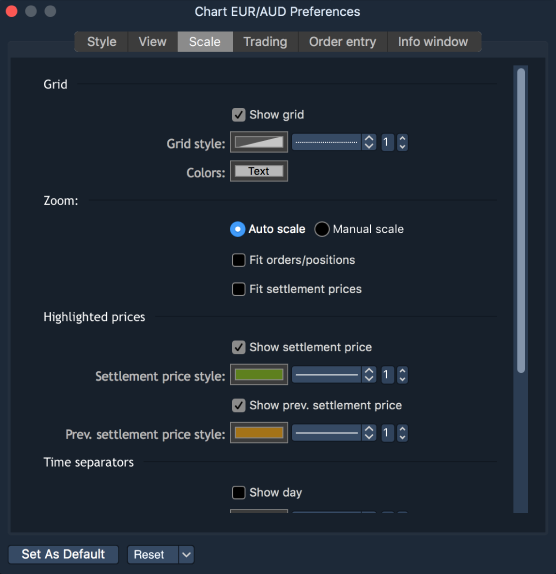 Chart EUR/AUD Preferences
Style View Scale Trading Order entry Info window
Grid
Show grid
Grid style: 1
Colors: Text
Zoom:
Auto scale Manual scale
Fit orders/positions
Fit settlement prices
Highlighted prices
Show settlement price
Settlement price style: 1
Show prev. settlement price
Prev. settlement price style: 1
Time separators
Show day
Set As Default Reset